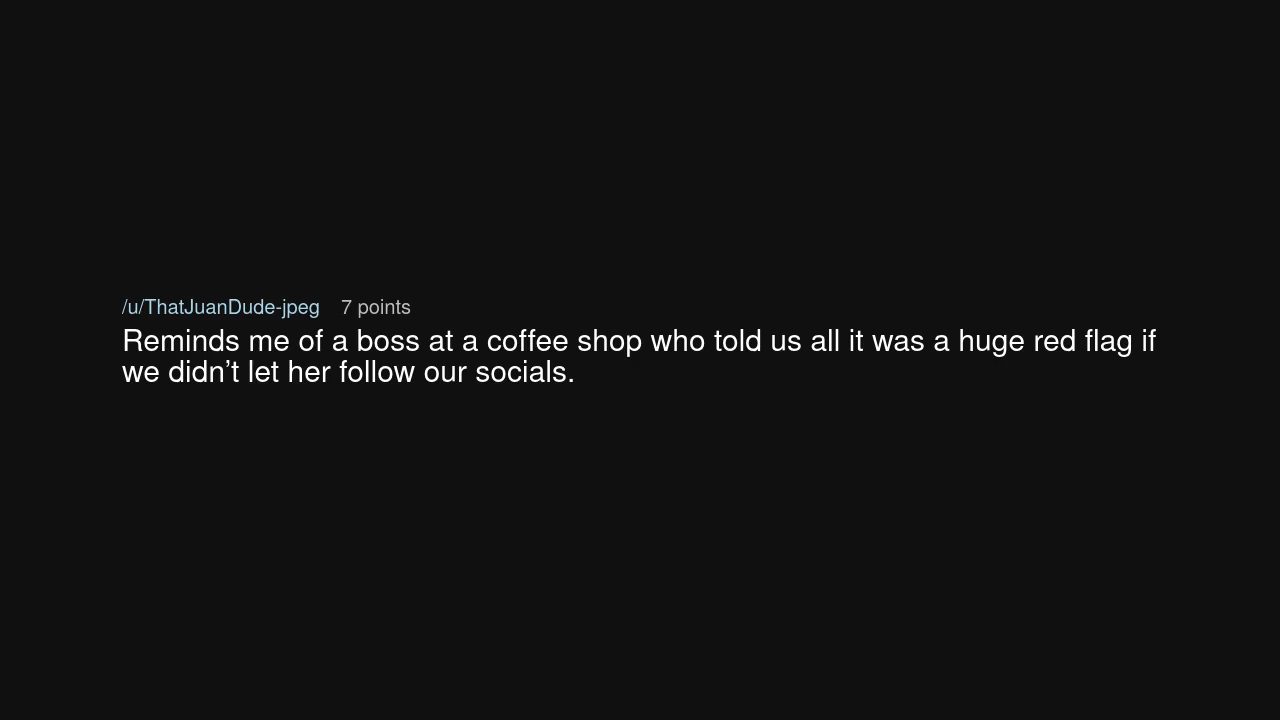 /u/ThatJuanDude-jpeg 7 points
Reminds me of a boss at a coffee shop who told us all it was a huge red flag if
we didn’t let her follow our socials.